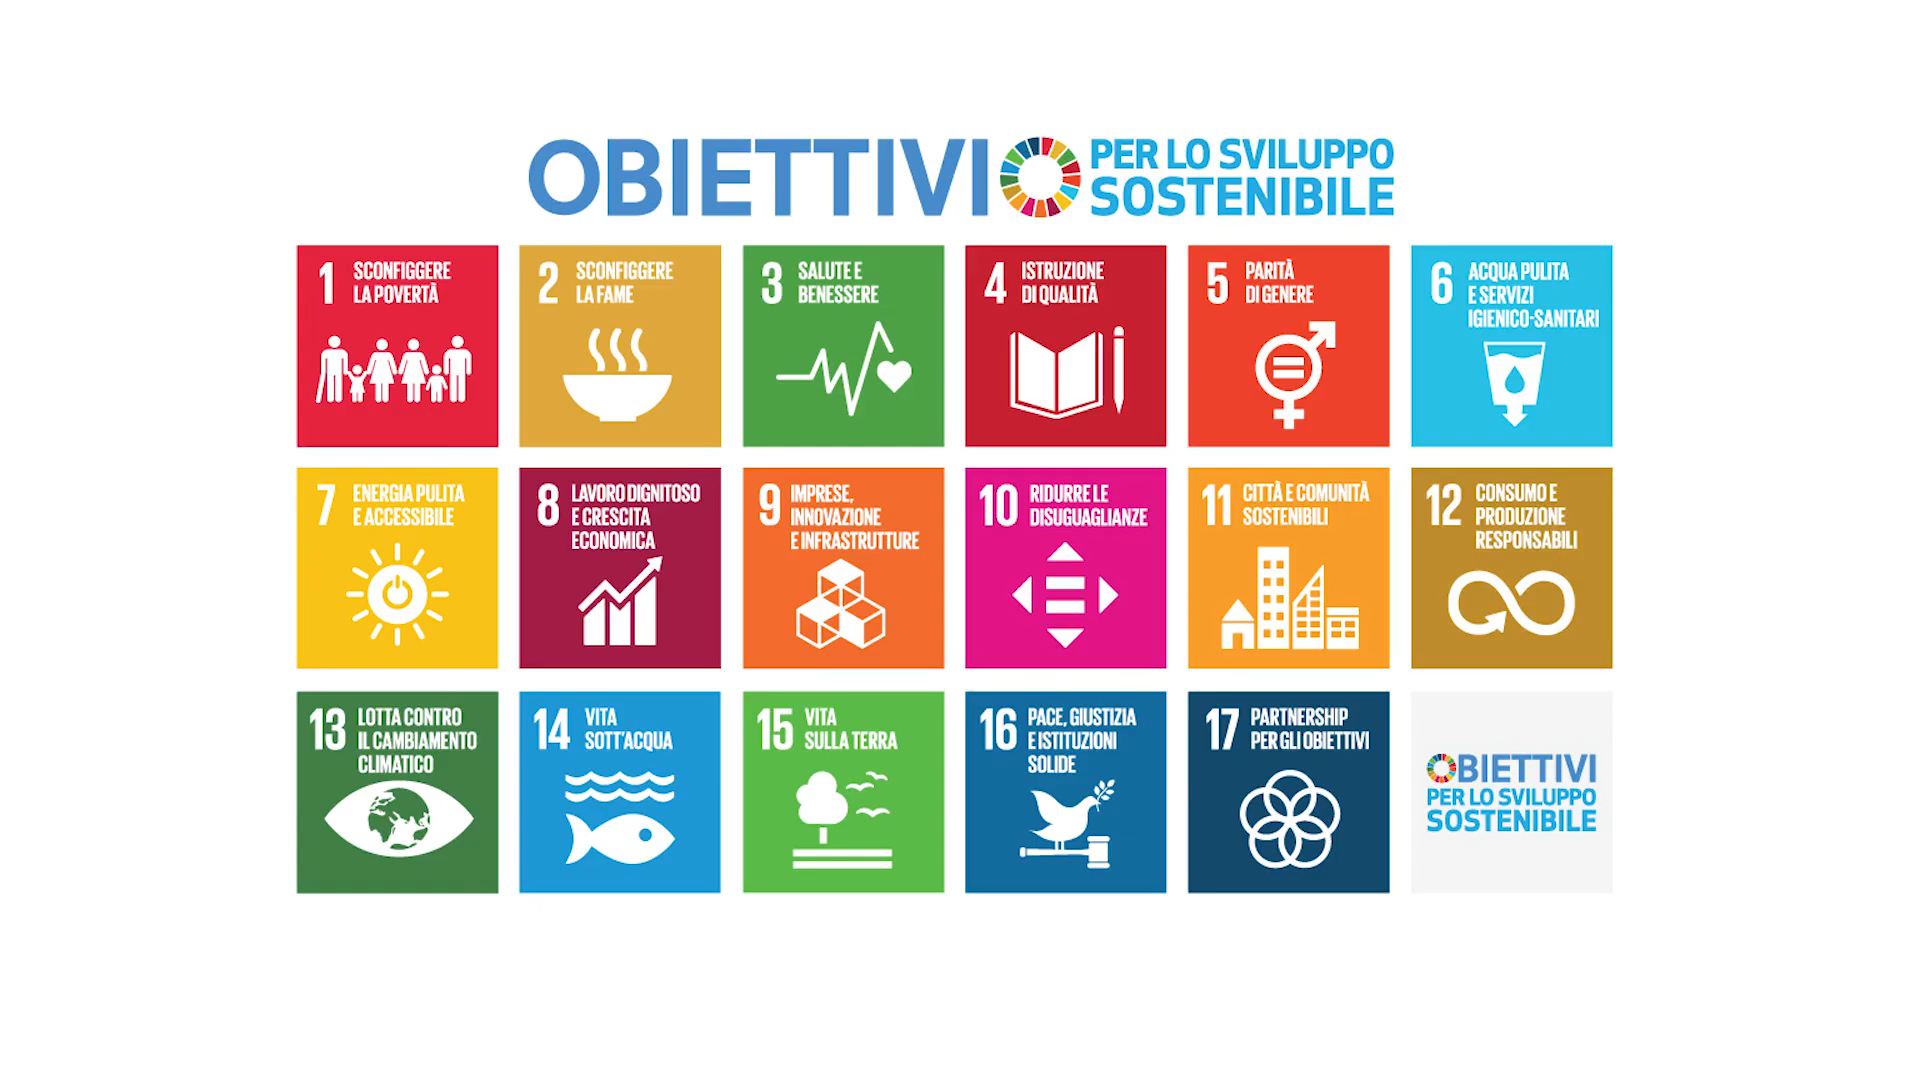 OBIETTIVI PER LO SVILUPPO
SOSTENIBILE
1 SCONFIGGERE
LA POVERTÀ
2 SCONFIGGERE
LA FAME
3 SALUTE E
BENESSERE
4 ISTRUZIONE
DI QUALITÀ
5 PARITÀ
DI GENERE
6 ACQUA PULITA
E SERVIZI
IGIENICO-SANITARI
7 ENERGIA PULITA
E ACCESSIBILE
8 LAVORO DIGNITOSO
E CRESCITA
ECONOMICA
9 IMPRESE,
INNOVAZIONE
E INFRASTRUTTURE
10 RIDURRE LE
DISUGUAGLIANZE
11 CITTÀ E COMUNITÀ
SOSTENIBILI
12 CONSUMO E
PRODUZIONE
RESPONSABILI
13 LOTTA CONTRO
IL CAMBIAMENTO
CLIMATICO
14 VITA
SOTT'ACQUA
15 VITA
SULLA TERRA
16 PACE, GIUSTIZIA
E ISTITUZIONI
SOLIDE
17 PARTNERSHIP
PER GLI OBIETTIVI
OBIETTIVI
PER LO SVILUPPO
SOSTENIBILE